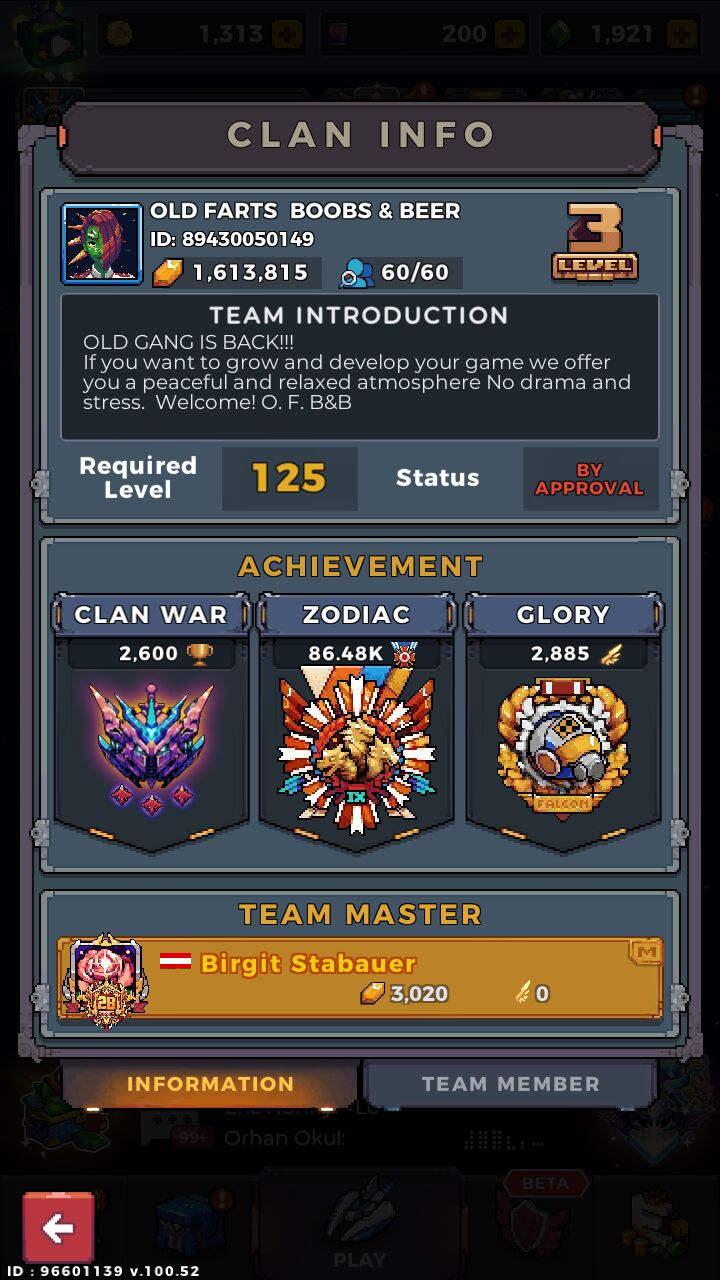 1,313
200
1,921
CLAN INFO
OLD FARTS  BOOBS & BEER
ID: 89430050149
1,613,815
60/60
3
LEVEL
TEAM INTRODUCTION
OLD GANG IS BACK!!!
If you want to grow and develop your game we offer
you a peaceful and relaxed atmosphere No drama and
stress.  Welcome! O. F. B&B
Required
Level
125
Status
BY
APPROVAL
ACHIEVEMENT
CLAN WAR
ZODIAC
GLORY
2,600
86.48K
2,885
IX
FALCON
TEAM MASTER
M
Birgit Stabauer
28
3,020
0
INFORMATION
TEAM MEMBER
99+
Orhan Okul:
BETA
PLAY
ID : 96601139 v.100.52